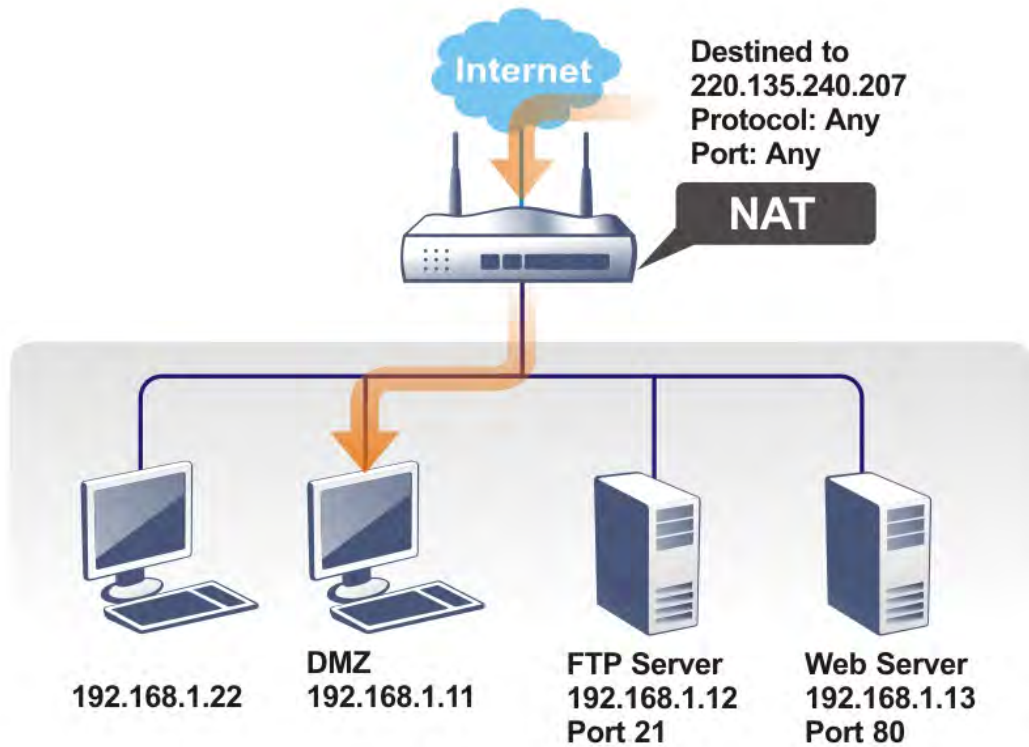 Internet
Destined to
220.135.240.207
Protocol: Any
Port: Any
NAT
192.168.1.22
DMZ
192.168.1.11
FTP Server
192.168.1.12
Port 21
Web Server
192.168.1.13
Port 80